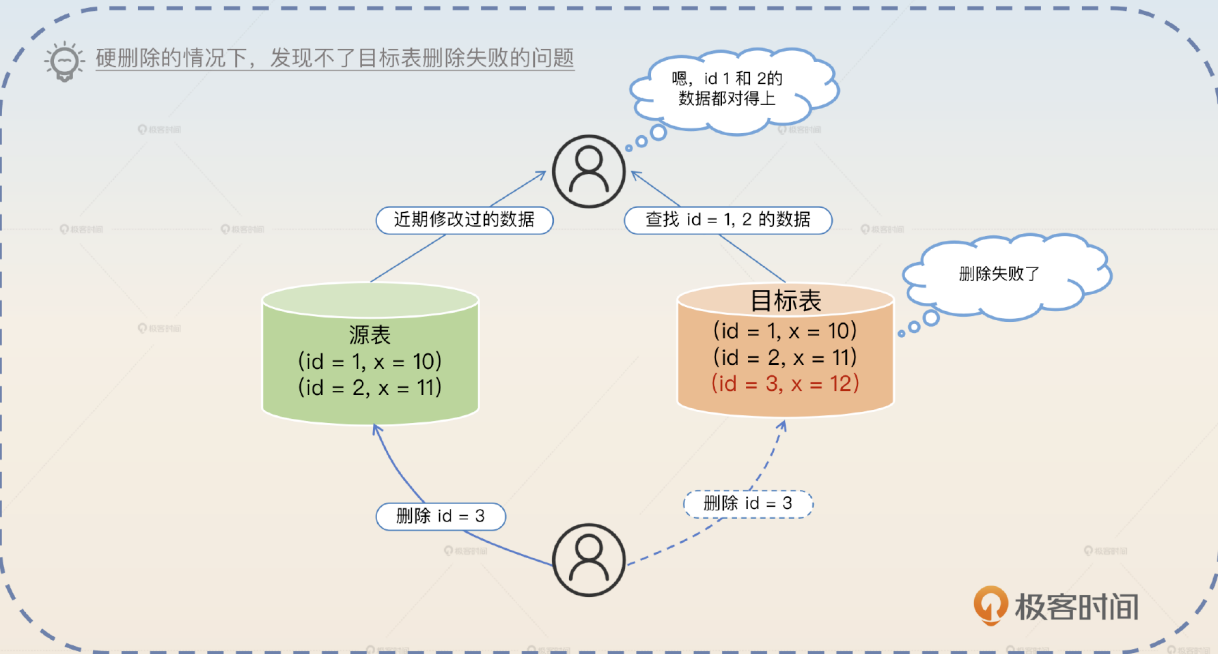 硬删除的情况下，发现不了目标表删除失败的问题
嗯，id 1 和 2的
数据都对得上
近期修改过的数据
查找 id = 1, 2 的数据
删除失败了
源表
(id = 1, x = 10)
(id = 2, x = 11)
目标表
(id = 1, x = 10)
(id = 2, x = 11)
(id = 3, x = 12)
删除 id = 3
删除 id = 3
极客时间